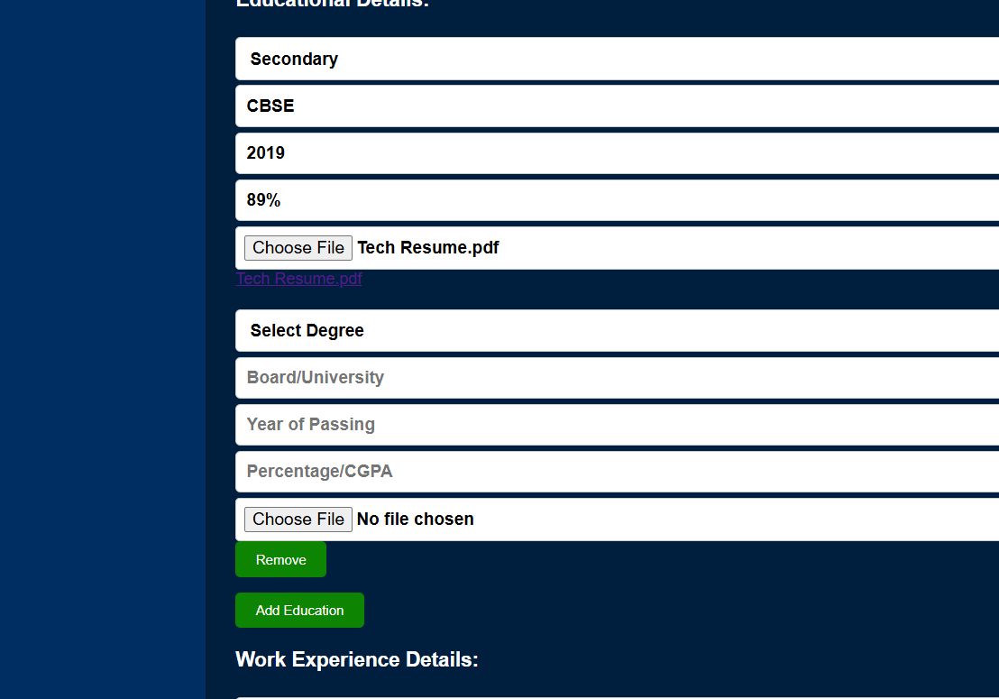 Educational Details:
Secondary
CBSE
2019
89%
Choose File Tech Resume.pdf
Tech Resume.pdf
Select Degree
Board/University
Year of Passing
Percentage/CGPA
Choose File No file chosen
Remove
Add Education
Work Experience Details: